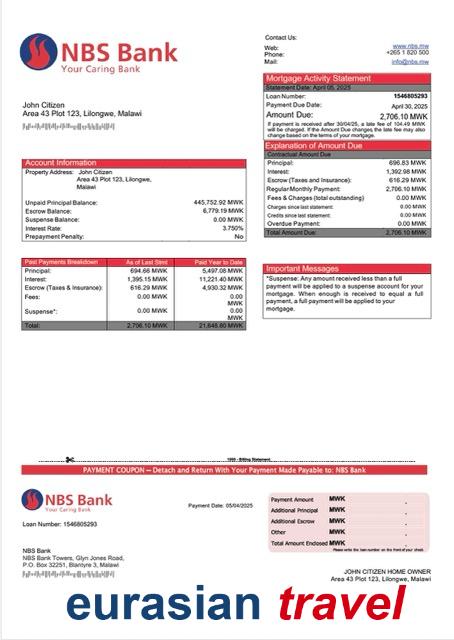 NBS Bank
Your Caring Bank
Contact Us:
Web: www.nbs.mw
Phone: +265 1 820 500
Mail: info@nbs.mw
John Citizen
Area 43 Plot 123, Lilongwe, Malawi
Mortgage Activity Statement
Statement Date: April 05, 2025
Loan Number: 1546805293
Payment Due Date: April 30, 2025
Amount Due: 2,706.10 MWK
If payment is received after 30/04/25, a late fee of 104.49 MWK
will be charged. If the Amount Due changes, the late fee may also
change based on the terms of your mortgage.
Explanation of Amount Due
Contractual Amount Due
Principal: 696.83 MWK
Interest: 1,392.98 MWK
Escrow (Taxes and Insurance): 616.29 MWK
Regular Monthly Payment: 2,706.10 MWK
Fees & Charges (total outstanding) 0.00 MWK
Charges since last statement: 0.00 MWK
Credits since last statement: 0.00 MWK
Overdue Payment: 0.00 MWK
Total Amount Due: 2,706.10 MWK
Account Information
Property Address: John Citizen
Area 43 Plot 123, Lilongwe,
Malawi
Unpaid Principal Balance: 445,752.92 MWK
Escrow Balance: 6,779.19 MWK
Suspense Balance: 0.00 MWK
Interest Rate: 3.750%
Prepayment Penalty: No
Past Payments Breakdown As of Last Stmt Paid Year to Date
Principal: 694.66 MWK 5,497.08 MWK
Interest: 1,395.15 MWK 11,221.40 MWK
Escrow (Taxes & Insurance): 616.29 MWK 4,930.32 MWK
Fees: 0.00 MWK 0.00
MWK
Suspense*: 0.00 MWK 0.00
MWK
Total: 2,706.10 MWK 21,648.80 MWK
Important Messages
*Suspense: Any amount received less than a full
payment will be applied to a suspense account for your
mortgage. When enough is received to equal a full
payment, a full payment will be applied to your
mortgage.
Billing Statement
PAYMENT COUPON – Detach and Return With Your Payment Made Payable to: NBS Bank
NBS Bank
Your Caring Bank
Payment Date: 05/04/2025
Loan Number: 1546805293
Payment Amount MWK .
Additional Principal MWK .
Additional Escrow MWK .
Other MWK .
Total Amount Enclosed MWK .
Please write the loan number on the front of your check.
NBS Bank
NBS Bank Towers, Glyn Jones Road,
P.O. Box 32251, Blantyre 3, Malawi
JOHN CITIZEN HOME OWNER
Area 43 Plot 123, Lilongwe, Malawi
eurasian travel